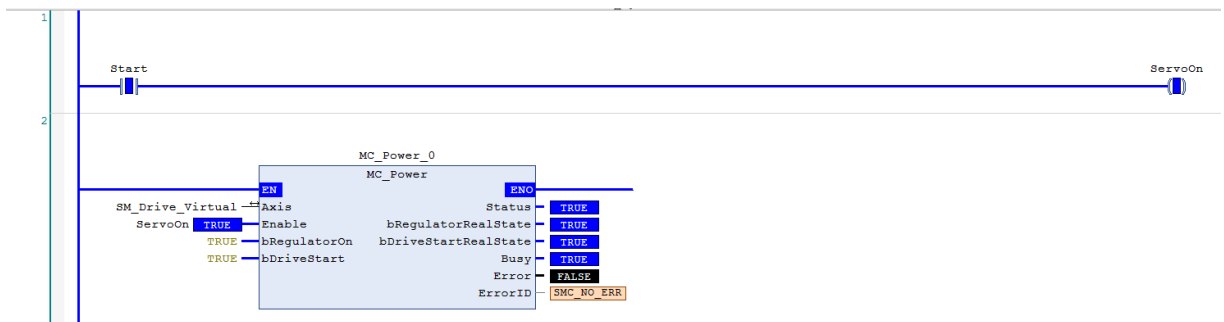 1
Start
ServoOn
2
MC_Power_0
MC_Power
EN
ENO
SM_Drive_Virtual
Axis
Status
TRUE
ServoOn
TRUE
Enable
bRegulatorRealState
TRUE
TRUE
bRegulatorOn
bDriveStartRealState
TRUE
TRUE
bDriveStart
Busy
TRUE
Error
FALSE
ErrorID
SMC_NO_ERR